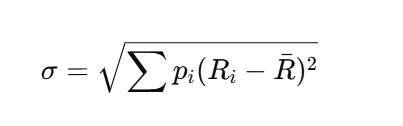 σ = √∑ pᵢ(Rᵢ − R̄)²